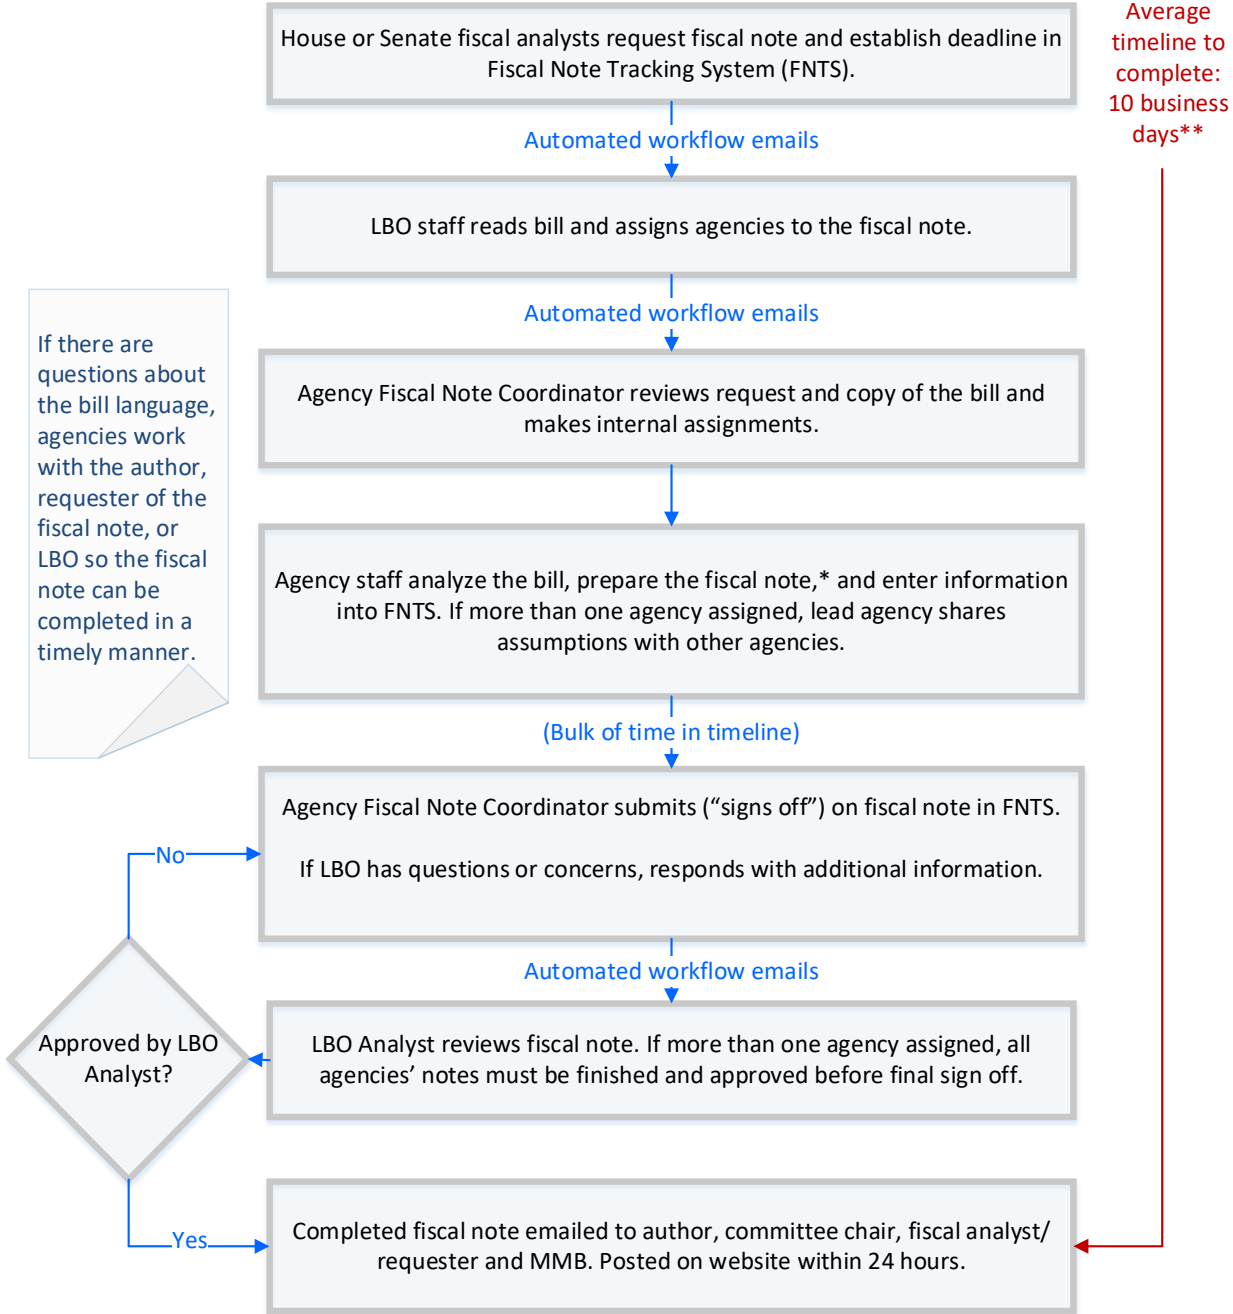 House or Senate fiscal analysts request fiscal note and establish deadline in
Fiscal Note Tracking System (FNTS).
Average
timeline to
complete:
10 business
days**
Automated workflow emails
LBO staff reads bill and assigns agencies to the fiscal note.
Automated workflow emails
If there are
questions about
the bill language,
agencies work
with the author,
requester of the
fiscal note, or
LBO so the fiscal
note can be
completed in a
timely manner.
Agency Fiscal Note Coordinator reviews request and copy of the bill and
makes internal assignments.
Agency staff analyze the bill, prepare the fiscal note,* and enter information
into FNTS. If more than one agency assigned, lead agency shares
assumptions with other agencies.
(Bulk of time in timeline)
Agency Fiscal Note Coordinator submits (“signs off”) on fiscal note in FNTS.
If LBO has questions or concerns, responds with additional information.
No
Automated workflow emails
LBO Analyst reviews fiscal note. If more than one agency assigned, all
agencies’ notes must be finished and approved before final sign off.
Approved by LBO
Analyst?
Yes
Completed fiscal note emailed to author, committee chair, fiscal analyst/
requester and MMB. Posted on website within 24 hours.